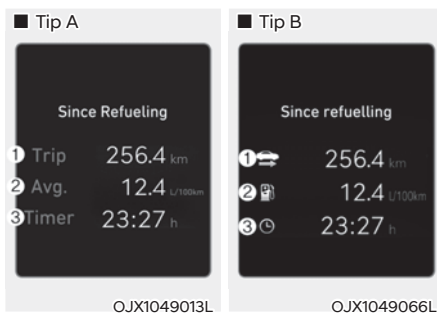 ■ Tip A
Since Refueling
① Trip 256.4 km
② Avg. 12.4 L/100km
③ Timer 23:27 h
OJX1049013L
■ Tip B
Since refuelling
① 256.4 km
② 12.4 L/100km
③ 23:27 h
OJX1049066L